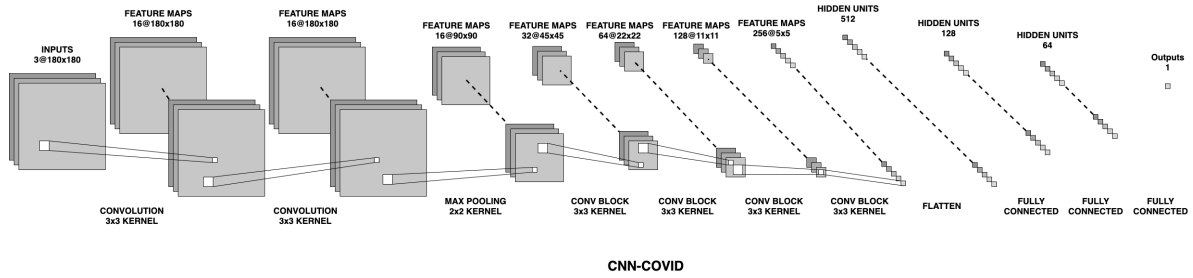 INPUTS
3@180x180
FEATURE MAPS
16@180x180
FEATURE MAPS
16@180x180
FEATURE MAPS
16@90x90
FEATURE MAPS
32@45x45
FEATURE MAPS
64@22x22
FEATURE MAPS
128@11x11
FEATURE MAPS
256@5x5
HIDDEN UNITS
512
HIDDEN UNITS
128
HIDDEN UNITS
64
Outputs
1
CONVOLUTION
3x3 KERNEL
CONVOLUTION
3x3 KERNEL
MAX POOLING
2x2 KERNEL
CONV BLOCK
3x3 KERNEL
CONV BLOCK
3x3 KERNEL
CONV BLOCK
3x3 KERNEL
CONV BLOCK
3x3 KERNEL
FLATTEN
FULLY
CONNECTED
FULLY
CONNECTED
FULLY
CONNECTED
CNN-COVID